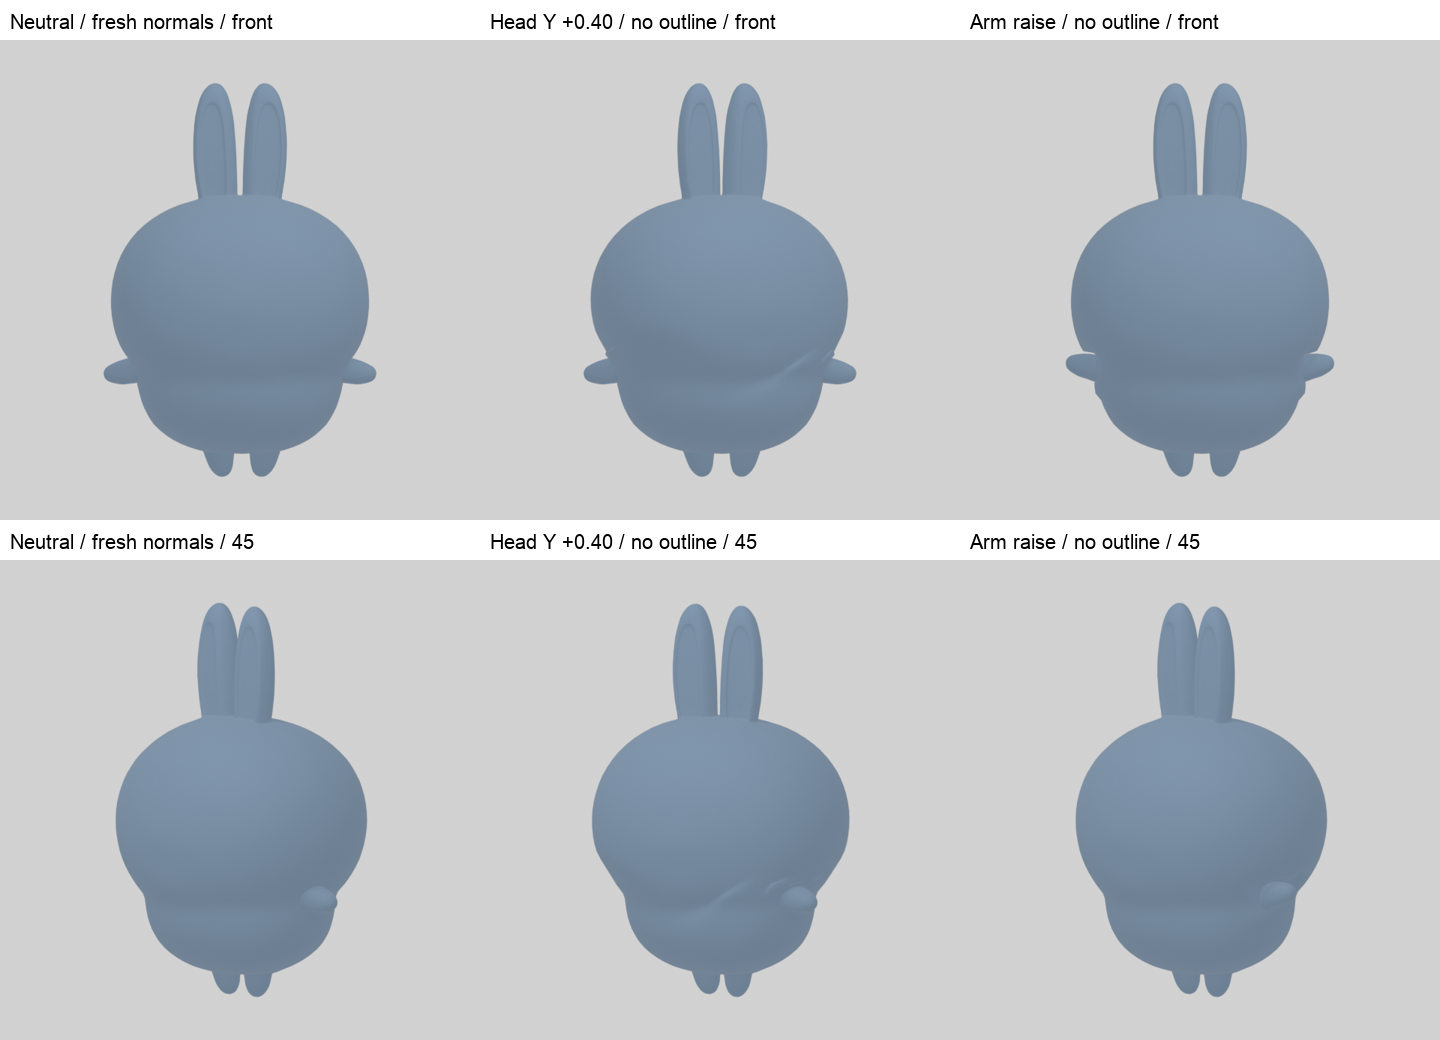 Neutral / fresh normals / front
Head Y +0.40 / no outline / front
Arm raise / no outline / front
Neutral / fresh normals / 45
Head Y +0.40 / no outline / 45
Arm raise / no outline / 45